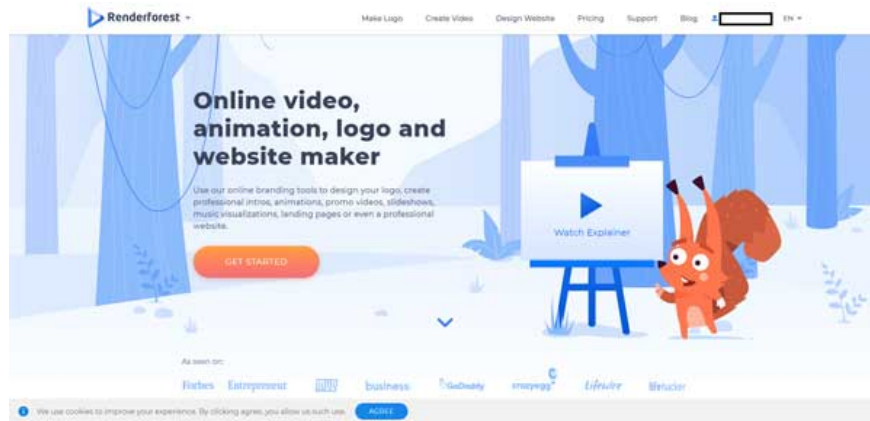 Renderforest
Make Logo Create Video Design Website Pricing Support Blog EN
Online video,
animation, logo and
website maker
Use our online branding tools to design your logo, create
professional intros, animations, promo videos, slideshows,
music visualizations, landing pages or even a professional
website.
GET STARTED
Watch Explainer
As seen on:
Forbes Entrepreneur business GoDaddy crazyegg Lifewire lifehacker
We use cookies to improve your experience. By clicking agree, you allow us such use. AGREE